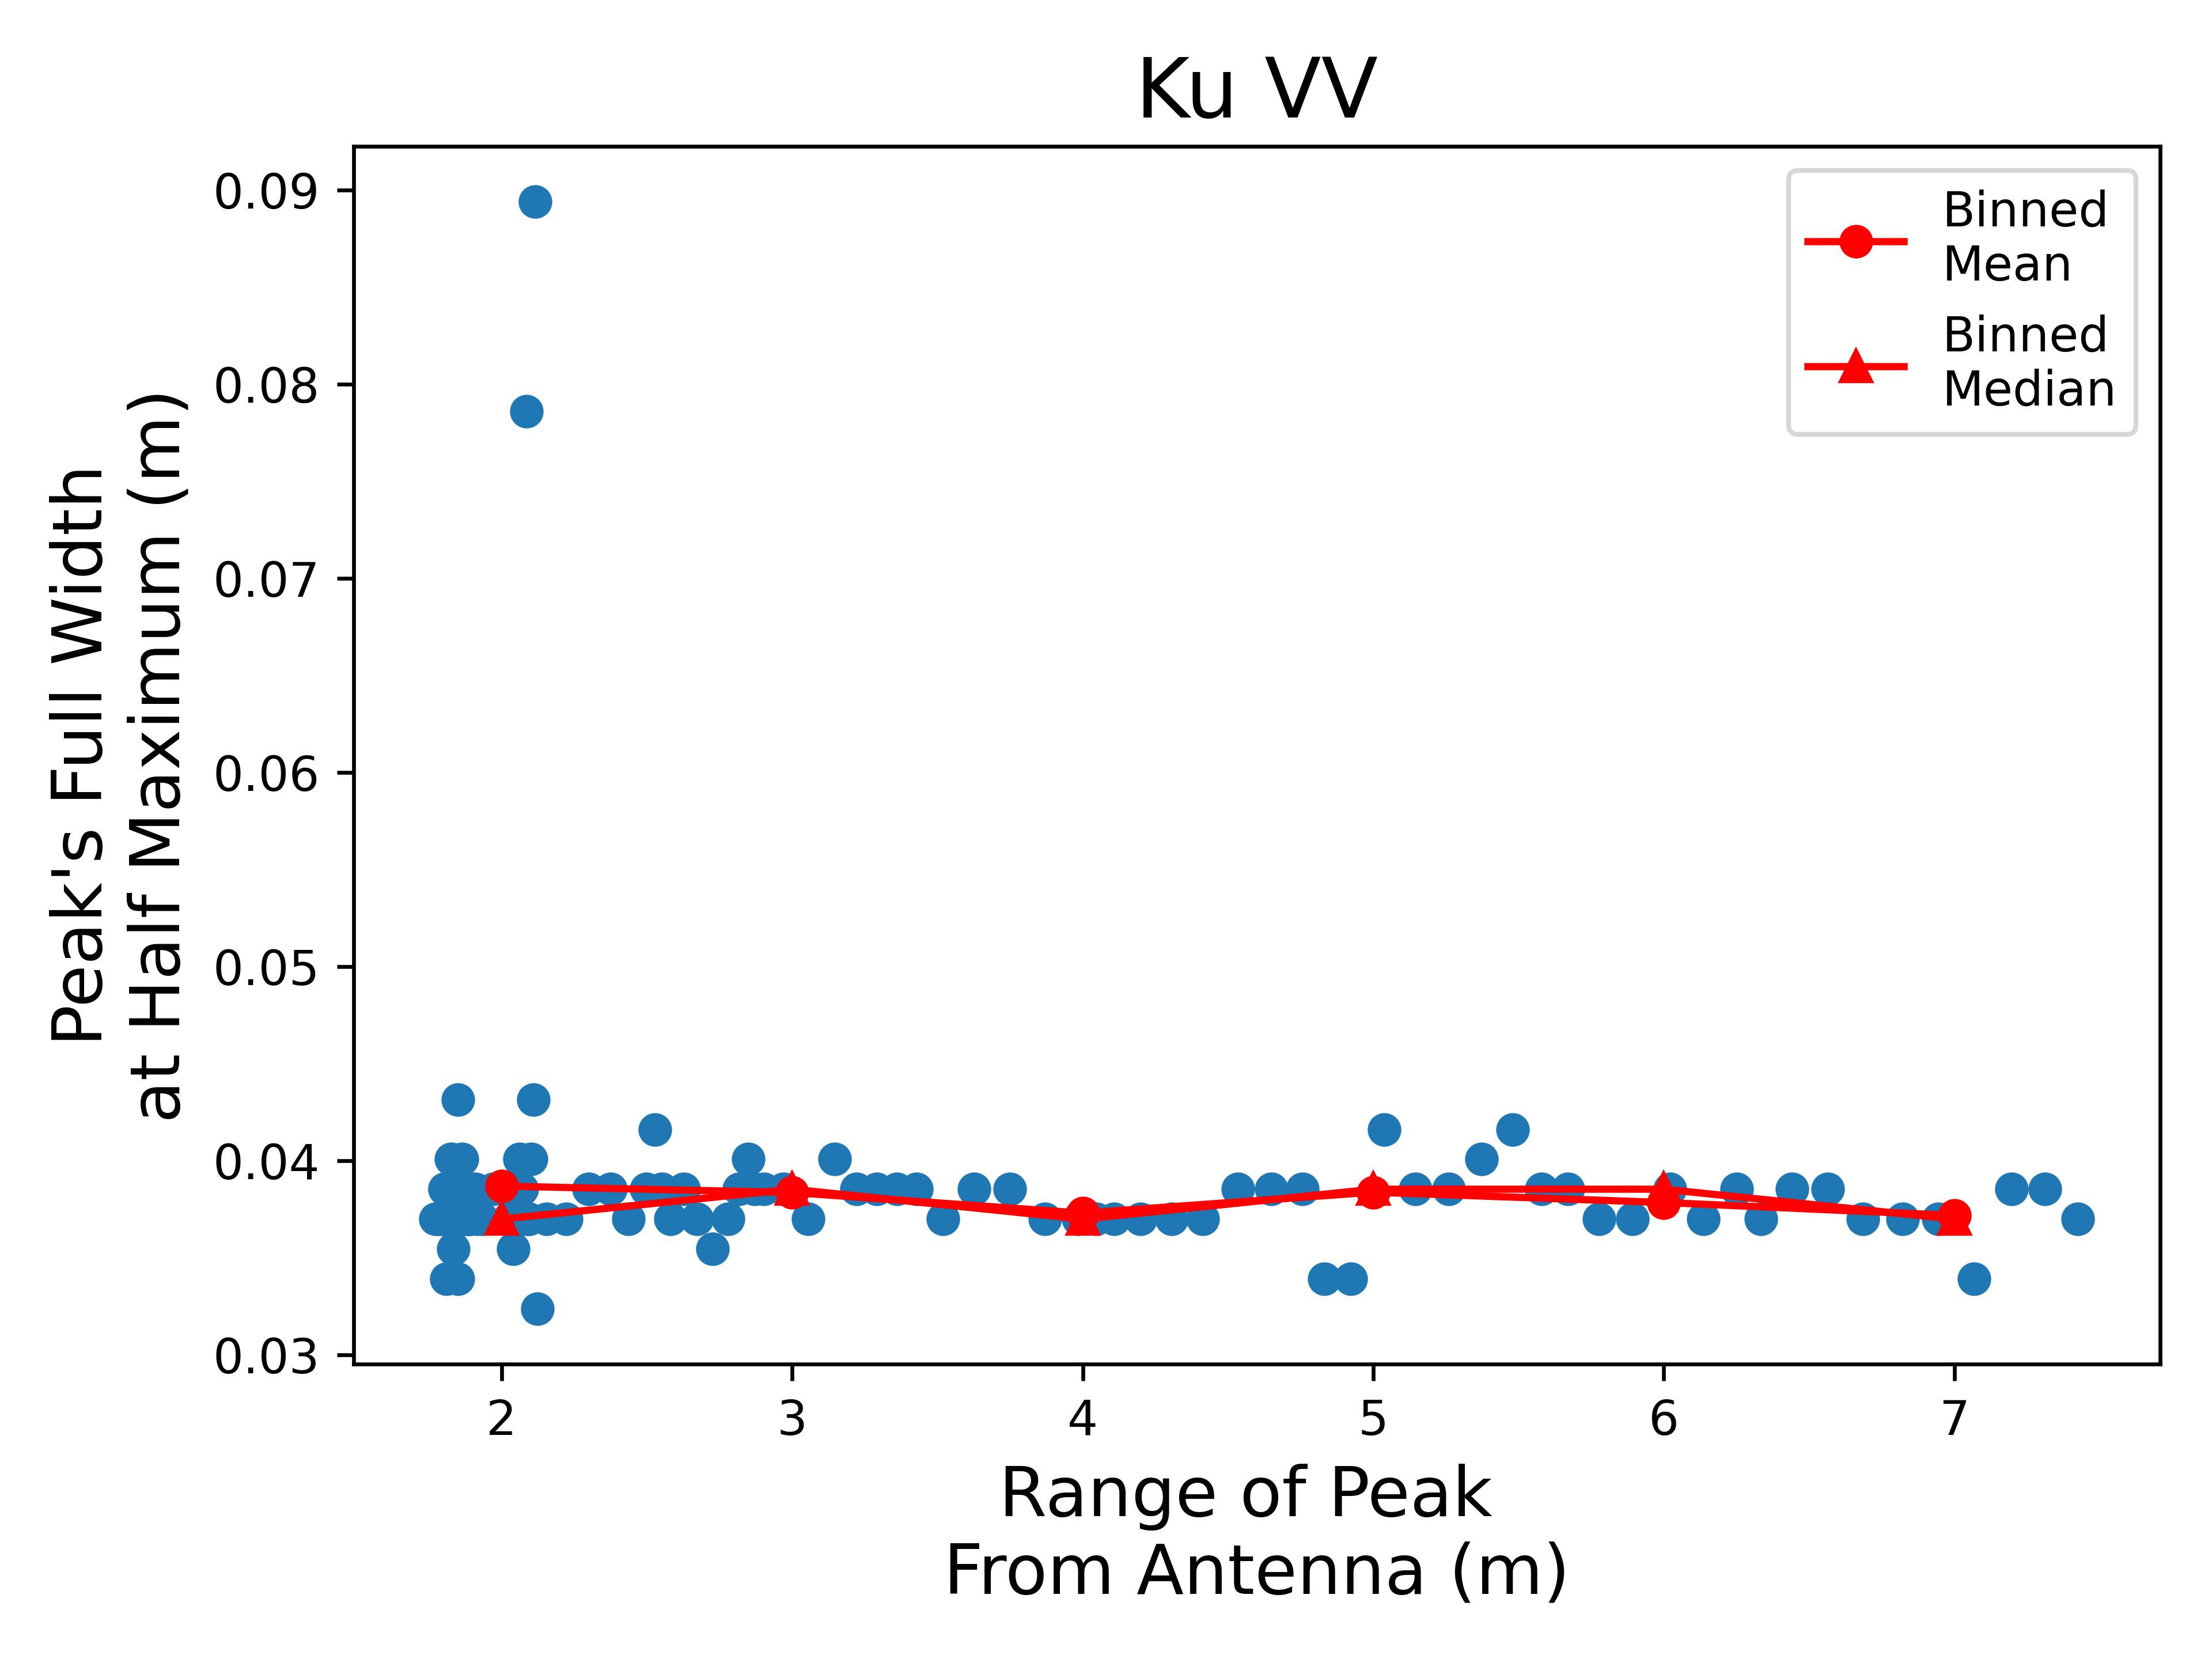 Ku VV
Peak's Full Width
at Half Maximum (m)
0.09
0.08
0.07
0.06
0.05
0.04
0.03
Binned
Mean
Binned
Median
2 3 4 5 6 7
Range of Peak
From Antenna (m)